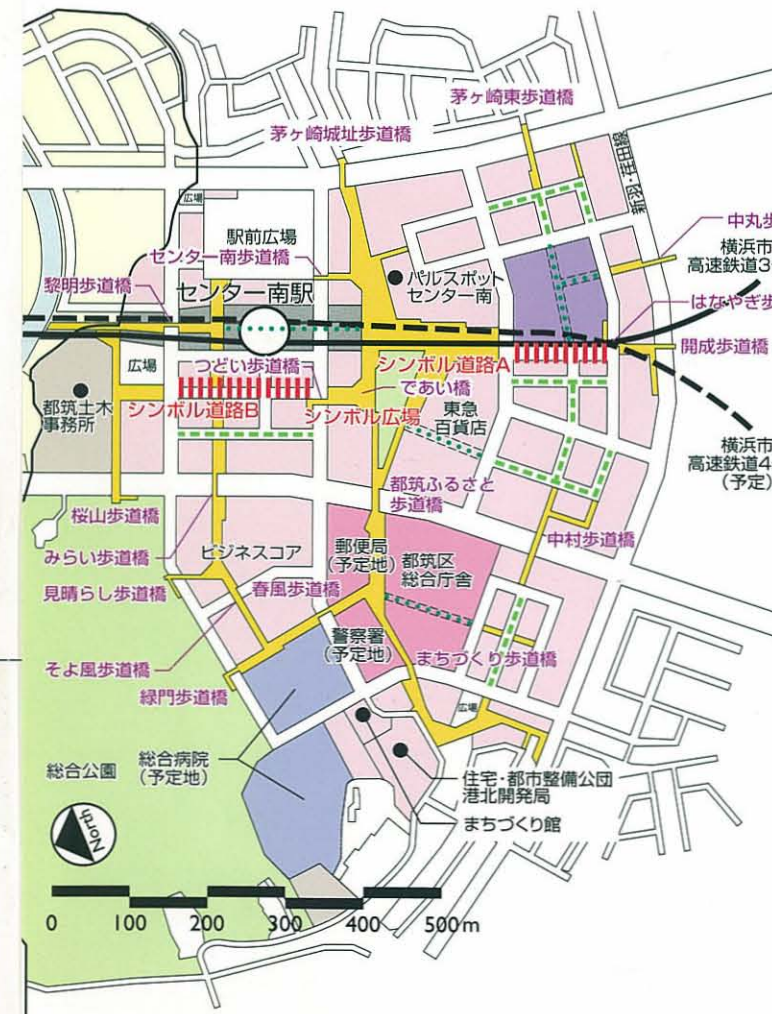 茅ヶ崎東歩道橋
茅ヶ崎城址歩道橋
新羽・荏田線
広場
駅前広場
中丸歩
センター南歩道橋
横浜市
高速鉄道3
パルスポット
センター南
黎明歩道橋
センター南駅
はなやぎ歩
開成歩道橋
広場
つどい歩道橋
シンボル道路A
であい橋
都筑土木
事務所
シンボル道路B
シンボル広場
東急
百貨店
横浜市
高速鉄道4
(予定)
都筑ふるさと
歩道橋
桜山歩道橋
みらい歩道橋
ビジネスコア
郵便局
(予定地)
都筑区
総合庁舎
中村歩道橋
見晴らし歩道橋
春風歩道橋
警察署
(予定地)
まちづくり歩道橋
そよ風歩道橋
緑門歩道橋
広場
総合公園
総合病院
(予定地)
住宅・都市整備公団
港北開発局
まちづくり館
North
0 100 200 300 400 500m